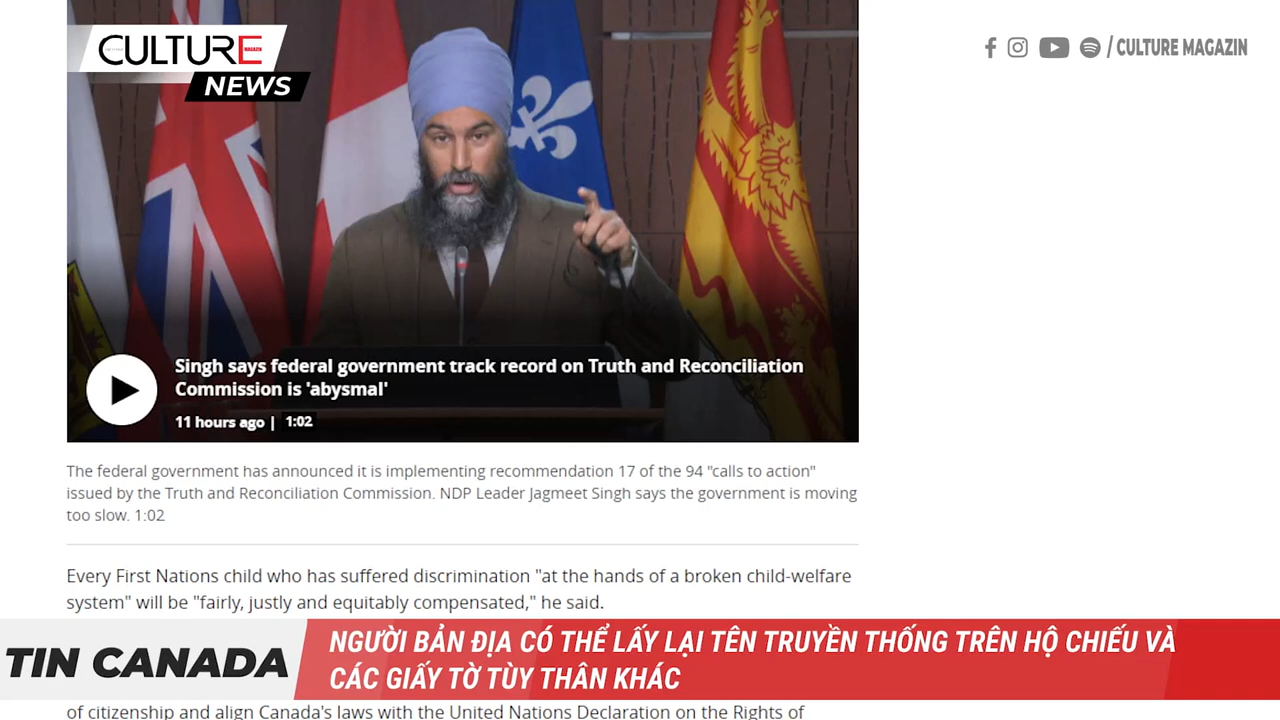 CULTURE
MAGAZIN
NEWS
/ CULTURE MAGAZIN
Singh says federal government track record on Truth and Reconciliation
Commission is 'abysmal'
11 hours ago | 1:02
The federal government has announced it is implementing recommendation 17 of the 94 "calls to action"
issued by the Truth and Reconciliation Commission. NDP Leader Jagmeet Singh says the government is moving
too slow. 1:02
Every First Nations child who has suffered discrimination "at the hands of a broken child-welfare
system" will be "fairly, justly and equitably compensated," he said.
TIN CANADA
NGƯỜI BẢN ĐỊA CÓ THỂ LẤY LẠI TÊN TRUYỀN THỐNG TRÊN HỘ CHIẾU VÀ
CÁC GIẤY TỜ TÙY THÂN KHÁC
of citizenship and align Canada's laws with the United Nations Declaration on the Rights of